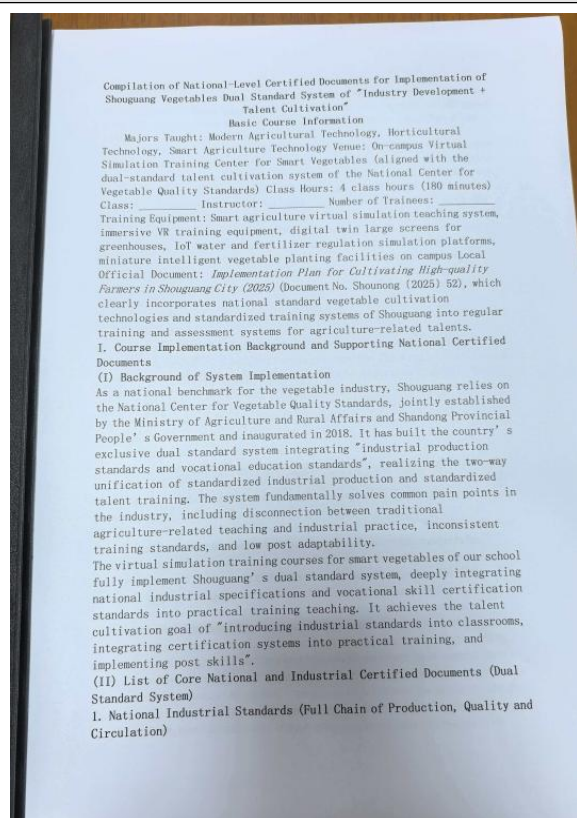 Compilation of National-Level Certified Documents for Implementation of
Shouguang Vegetables Dual Standard System of "Industry Development +
Talent Cultivation"
Basic Course Information
Majors Taught: Modern Agricultural Technology, Horticultural
Technology, Smart Agriculture Technology Venue: On-campus Virtual
Simulation Training Center for Smart Vegetables (aligned with the
dual-standard talent cultivation system of the National Center for
Vegetable Quality Standards) Class Hours: 4 class hours (180 minutes)
Class: ________ Instructor: ________ Number of Trainees: ________
Training Equipment: Smart agriculture virtual simulation teaching system,
immersive VR training equipment, digital twin large screens for
greenhouses, IoT water and fertilizer regulation simulation platforms,
miniature intelligent vegetable planting facilities on campus Local
Official Document: Implementation Plan for Cultivating High-quality
Farmers in Shouguang City (2025) (Document No. Shounong [2025] 52), which
clearly incorporates national standard vegetable cultivation
technologies and standardized training systems of Shouguang into regular
training and assessment systems for agriculture-related talents.
I. Course Implementation Background and Supporting National Certified
Documents
(I) Background of System Implementation
As a national benchmark for the vegetable industry, Shouguang relies on
the National Center for Vegetable Quality Standards, jointly established
by the Ministry of Agriculture and Rural Affairs and Shandong Provincial
People's Government and inaugurated in 2018. It has built the country's
exclusive dual standard system integrating "industrial production
standards and vocational education standards", realizing the two-way
unification of standardized industrial production and standardized
talent training. The system fundamentally solves common pain points in
the industry, including disconnection between traditional
agriculture-related teaching and industrial practice, inconsistent
training standards, and low post adaptability.
The virtual simulation training courses for smart vegetables of our school
fully implement Shouguang's dual standard system, deeply integrating
national industrial specifications and vocational skill certification
standards into practical training teaching. It achieves the talent
cultivation goal of "introducing industrial standards into classrooms,
integrating certification systems into practical training, and
implementing post skills".
(II) List of Core National and Industrial Certified Documents (Dual
Standard System)
1. National Industrial Standards (Full Chain of Production, Quality and
Circulation)